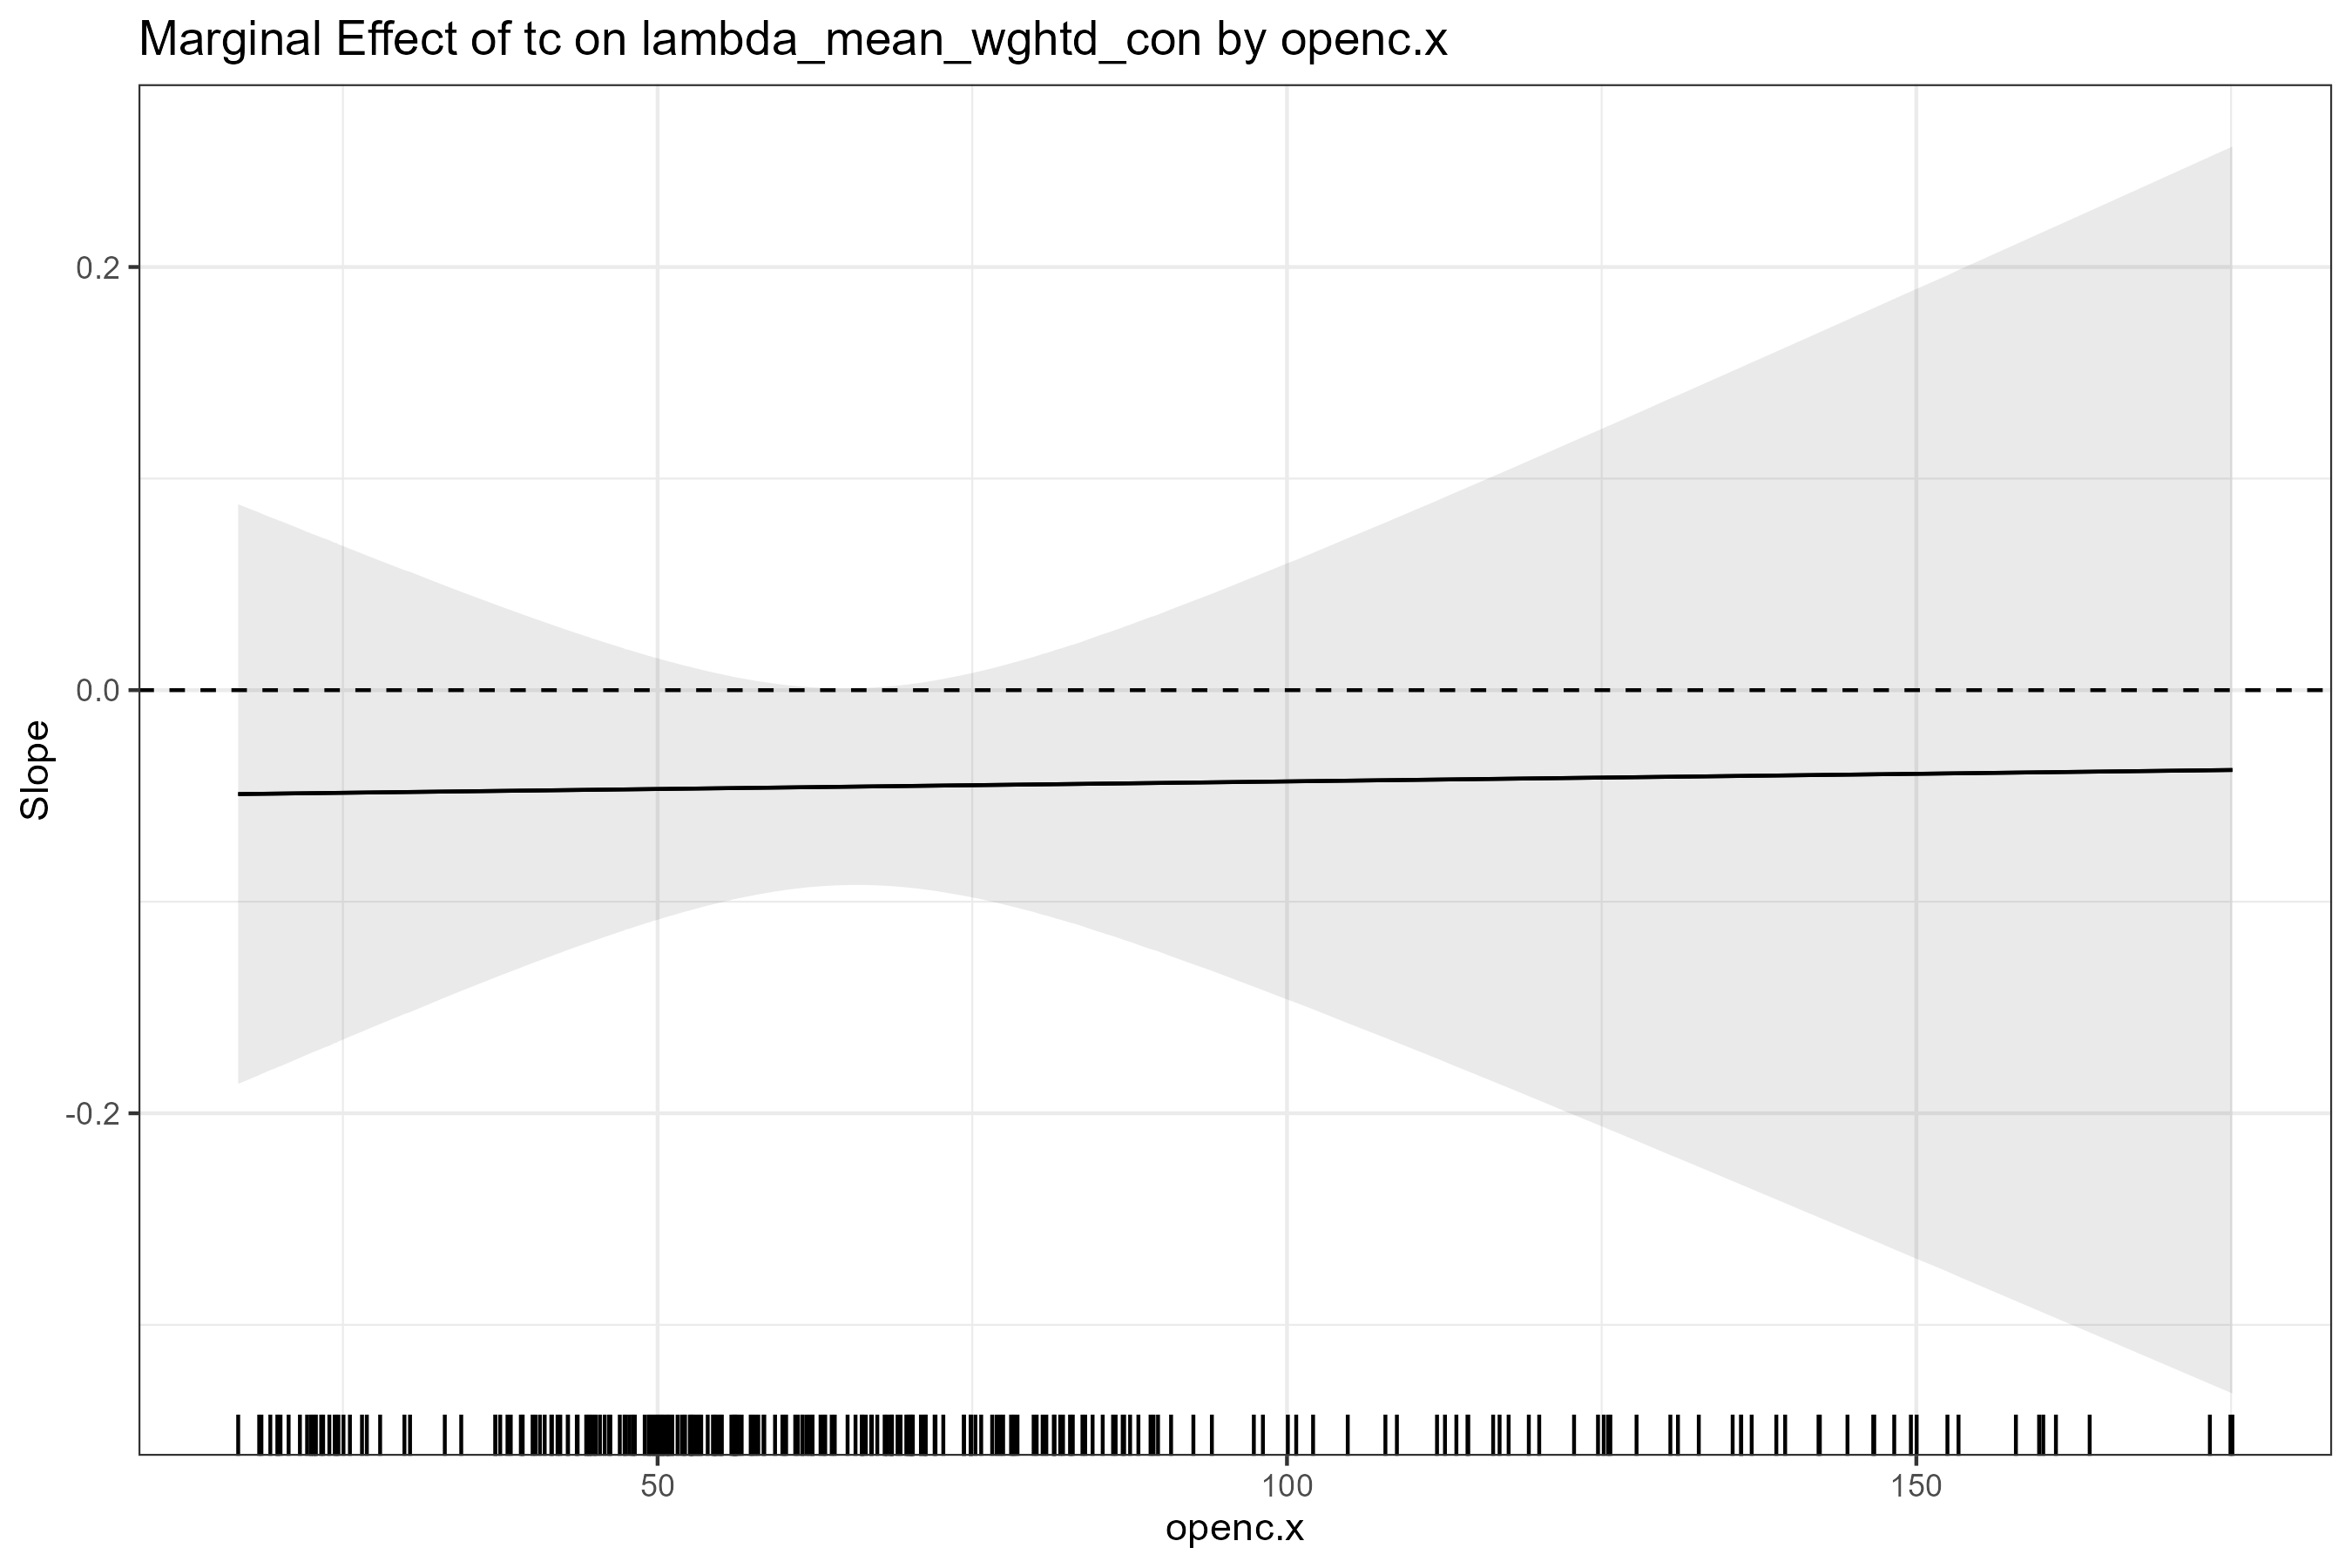 Marginal Effect of tc on lambda_mean_wghtd_con by openc.x
0.2
0.0
-0.2
Slope
50 100 150
openc.x